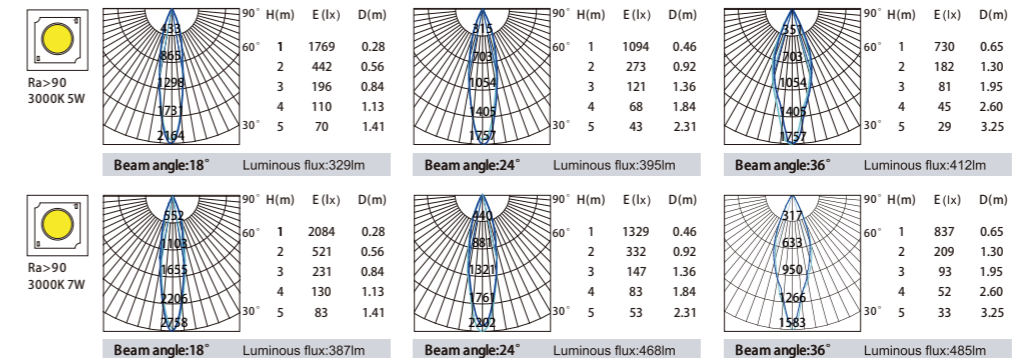 Ra>90
3000K 5W
433
865
1298
1731
2164
90°
60°
30°
H(m) E(lx) D(m)
1 1769 0.28
2 442 0.56
3 196 0.84
4 110 1.13
5 70 1.41
Beam angle:18° Luminous flux:329lm
315
703
1054
1405
1757
90°
60°
30°
H(m) E(lx) D(m)
1 1094 0.46
2 273 0.92
3 121 1.36
4 68 1.84
5 43 2.31
Beam angle:24° Luminous flux:395lm
351
703
1054
1405
1757
90°
60°
30°
H(m) E(lx) D(m)
1 730 0.65
2 182 1.30
3 81 1.95
4 45 2.60
5 29 3.25
Beam angle:36° Luminous flux:412lm
Ra>90
3000K 7W
552
1103
1655
2206
2758
90°
60°
30°
H(m) E(lx) D(m)
1 2084 0.28
2 521 0.56
3 231 0.84
4 130 1.13
5 83 1.41
Beam angle:18° Luminous flux:387lm
440
881
1321
1761
2202
90°
60°
30°
H(m) E(lx) D(m)
1 1329 0.46
2 332 0.92
3 147 1.36
4 83 1.84
5 53 2.31
Beam angle:24° Luminous flux:468lm
317
633
950
1266
1583
90°
60°
30°
H(m) E(lx) D(m)
1 837 0.65
2 209 1.30
3 93 1.95
4 52 2.60
5 33 3.25
Beam angle:36° Luminous flux:485lm